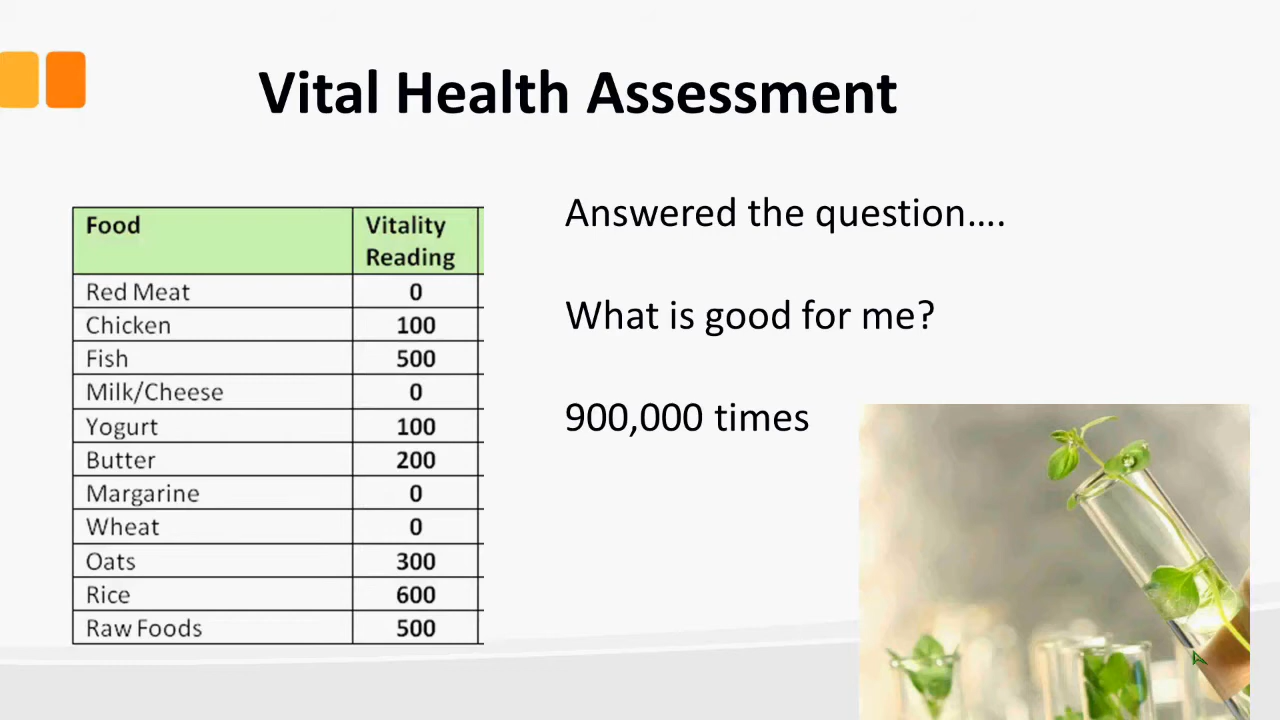 Vital Health Assessment
Food Vitality Reading
Red Meat 0
Chicken 100
Fish 500
Milk/Cheese 0
Yogurt 100
Butter 200
Margarine 0
Wheat 0
Oats 300
Rice 600
Raw Foods 500
Answered the question....
What is good for me?
900,000 times